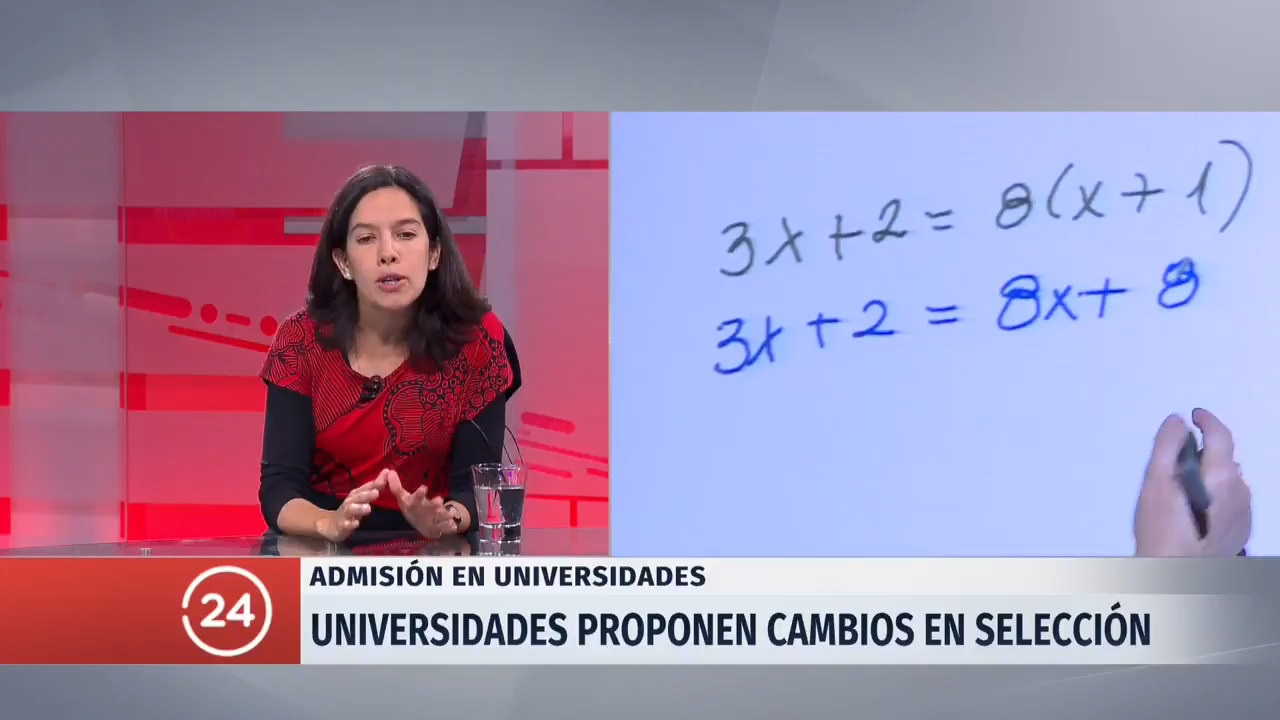 3x+2 = 8(x+1)
3x+2 = 8x+8
24
ADMISIÓN EN UNIVERSIDADES
UNIVERSIDADES PROPONEN CAMBIOS EN SELECCIÓN